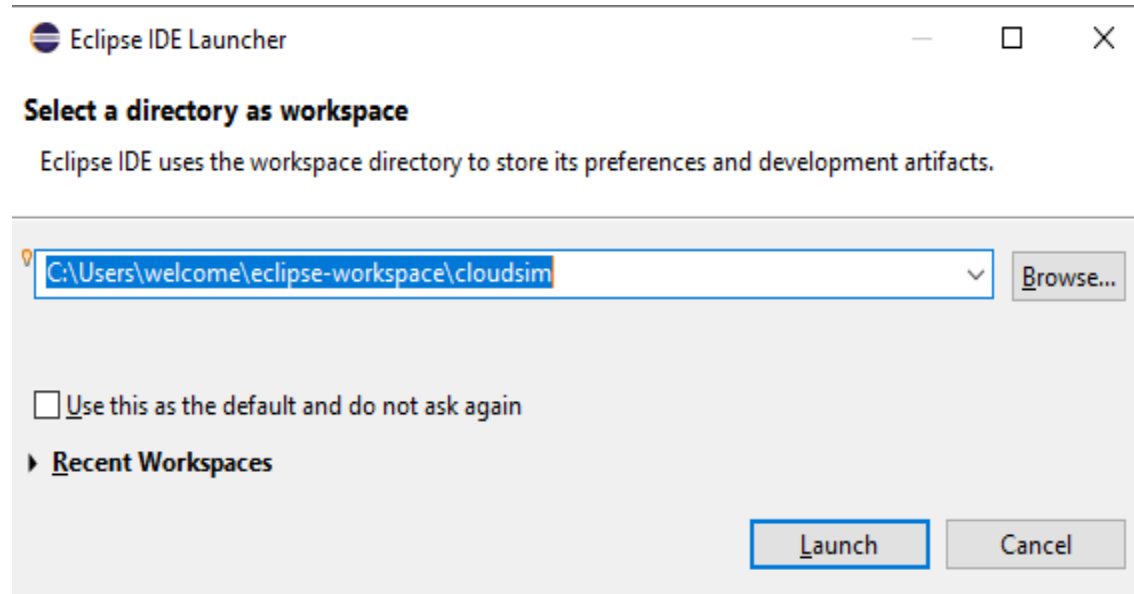 Eclipse IDE Launcher
Select a directory as workspace
Eclipse IDE uses the workspace directory to store its preferences and development artifacts.
C:\Users\welcome\eclipse-workspace\cloudsim
Browse...
Use this as the default and do not ask again
Recent Workspaces
Launch Cancel